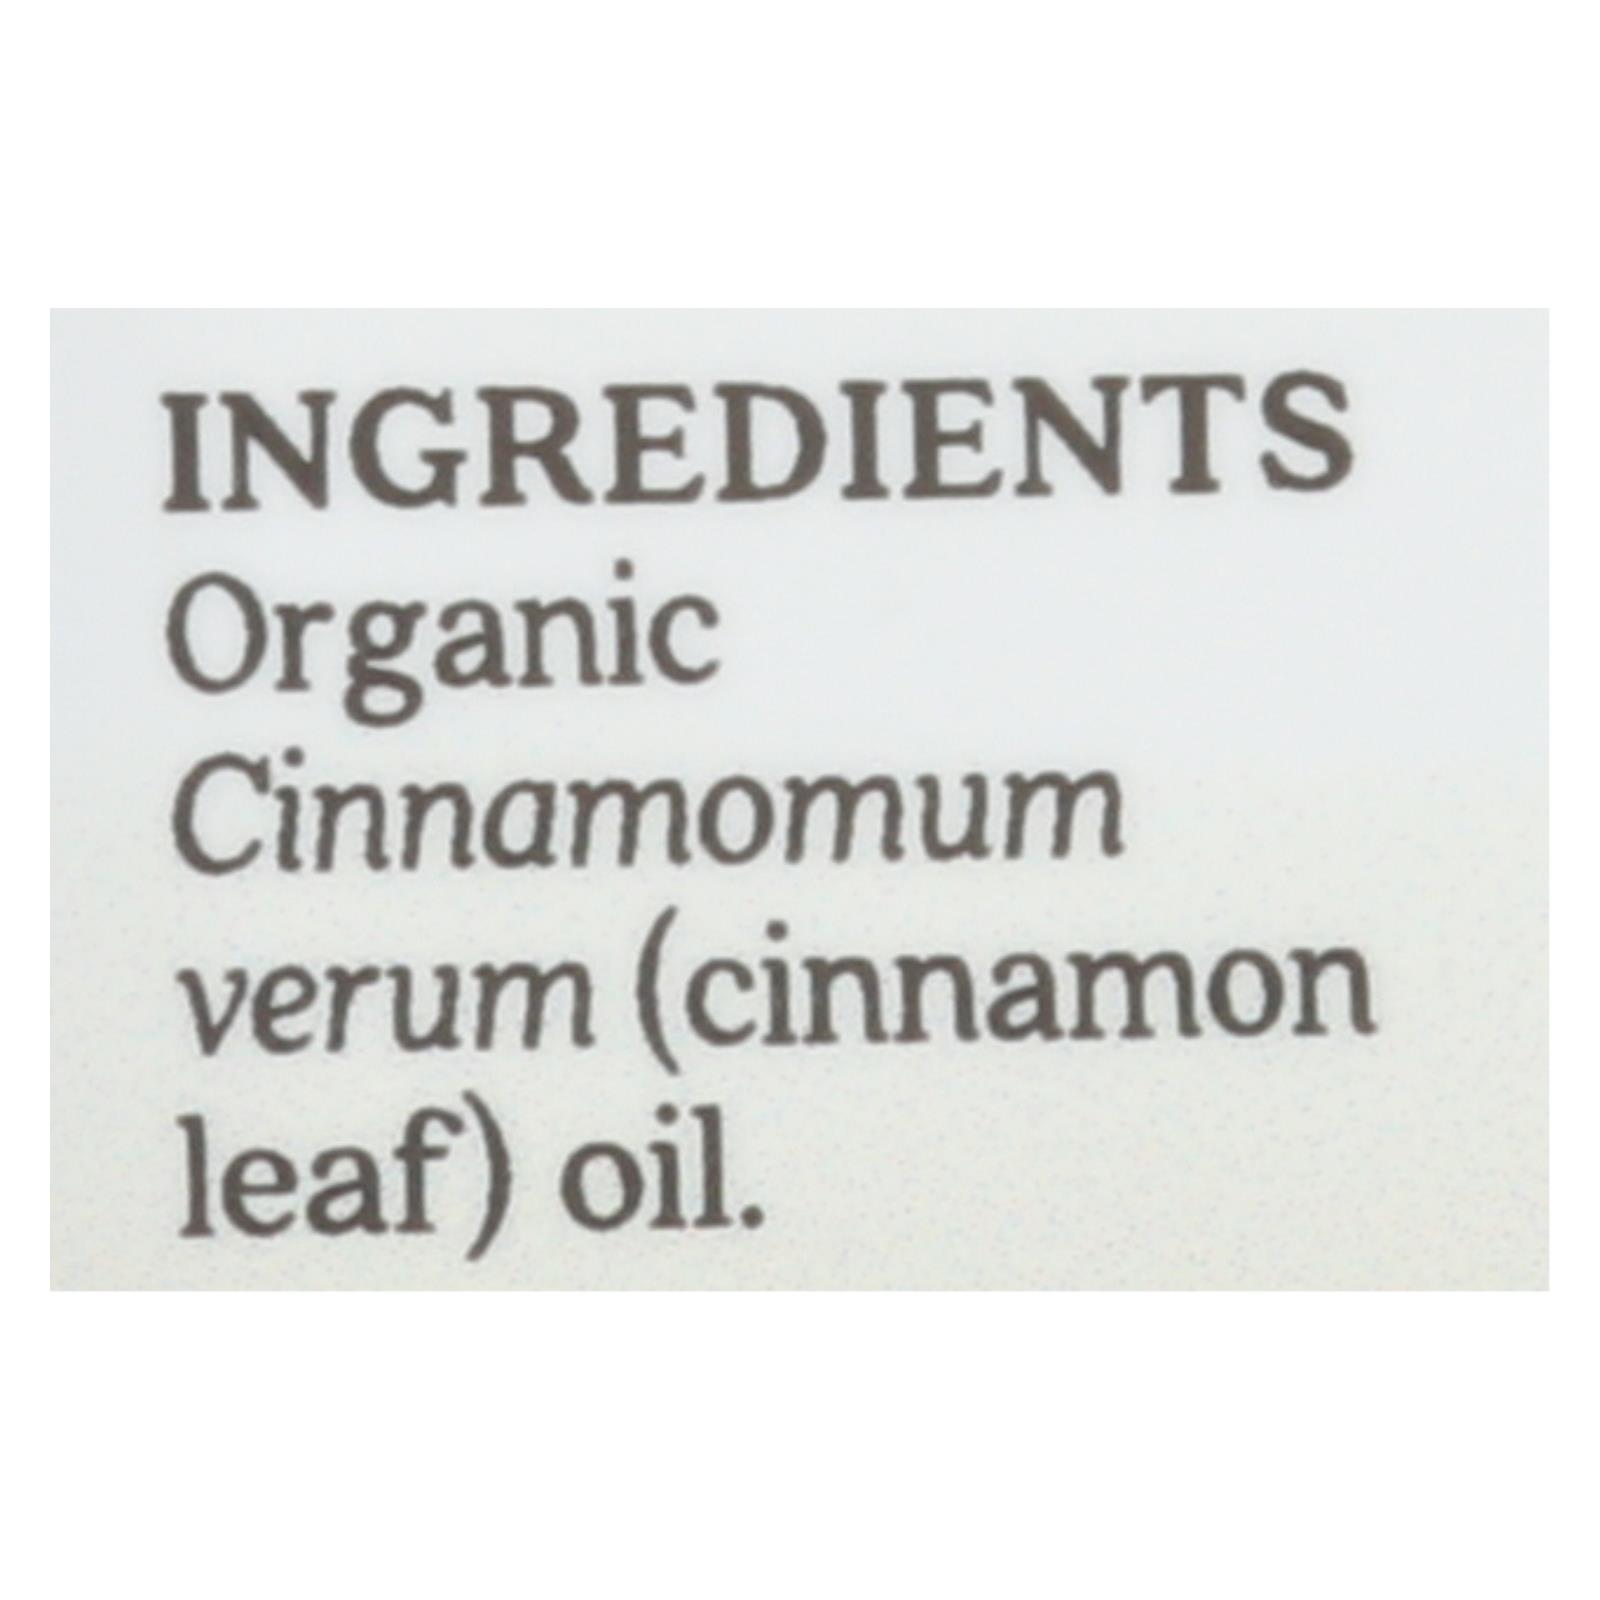 INGREDIENTS
Organic
Cinnamomum
verum (cinnamon
leaf) oil.